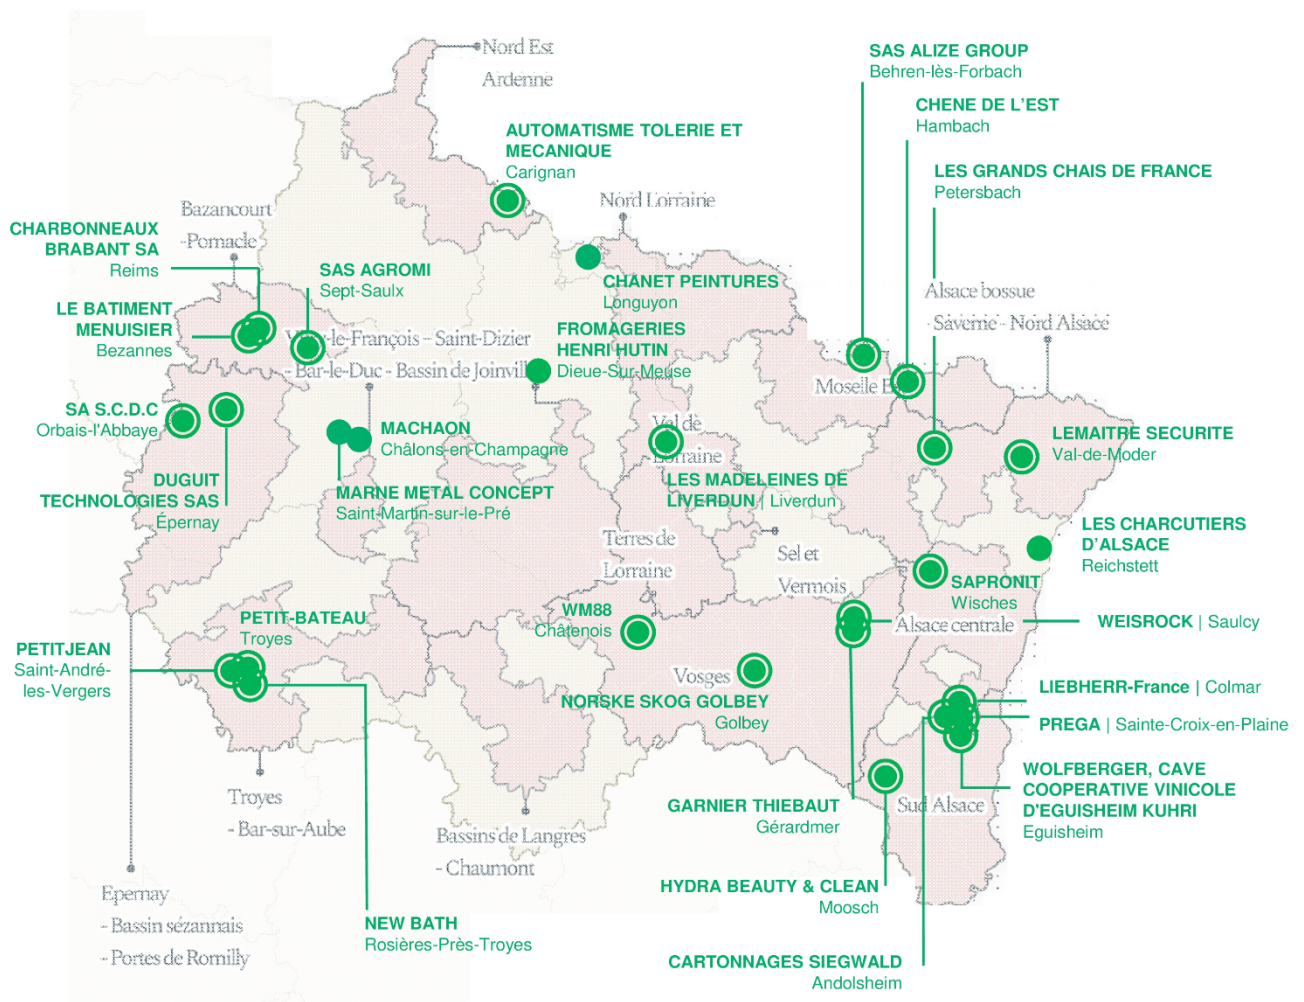 Nord Est
Ardenne
SAS ALIZE GROUP
Behren-lès-Forbach
CHENE DE L'EST
Hambach
AUTOMATISME TOLERIE ET
MECANIQUE
Carignan
LES GRANDS CHAIS DE FRANCE
Petersbach
Nord Lorraine
Bazancourt
-Pomacle
CHARBONNEAUX
BRABANT SA
Reims
SAS AGROMI
Sept-Saulx
CHANET PEINTURES
Longuyon
Alsace bossue
- Saverne - Nord Alsace
LE BATIMENT
MENUISIER
Bezannes
FROMAGERIES
HENRI HUTIN
Dieue-Sur-Meuse
-le-François - Saint-Dizier
- Bar-le-Duc - Bassin de Joinvill
Moselle E
SA S.C.D.C
Orbais-l'Abbaye
MACHAON
Châlons-en-Champagne
Val de
-Lorraine
LEMAITRE SECURITE
Val-de-Moder
DUGUIT
TECHNOLOGIES SAS
Épernay
MARNE METAL CONCEPT
Saint-Martin-sur-le-Pré
LES MADELEINES DE
LIVERDUN | Liverdun
LES CHARCUTIERS
D'ALSACE
Reichstett
Terres de
Lorraine
Sel et
Vermois
SAPRONIT
Wisches
PETIT-BATEAU
Troyes
WM88
Châtenois
Alsace centrale
WEISROCK | Saulcy
PETITJEAN
Saint-André-
les-Vergers
Vosges
NORSKE SKOG GOLBEY
Golbey
LIEBHERR-France | Colmar
PREGA | Sainte-Croix-en-Plaine
WOLFBERGER, CAVE
COOPERATIVE VINICOLE
D'EGUISHEIM KUHRI
Eguisheim
Troyes
- Bar-sur-Aube
GARNIER THIEBAUT
Gérardmer
Sud Alsace
Bassins de Langres
- Chaumont
HYDRA BEAUTY & CLEAN
Moosch
Epernay
- Bassin sézannais
- Portes de Romilly
NEW BATH
Rosières-Près-Troyes
CARTONNAGES SIEGWALD
Andolsheim